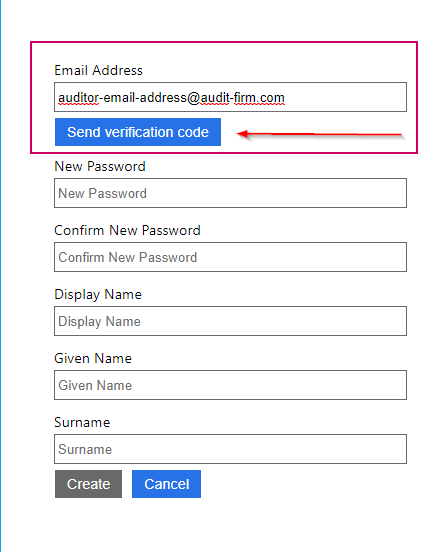 Email Address
auditor-email-address@audit-firm.com
Send verification code
New Password
New Password
Confirm New Password
Confirm New Password
Display Name
Display Name
Given Name
Given Name
Surname
Surname
Create Cancel